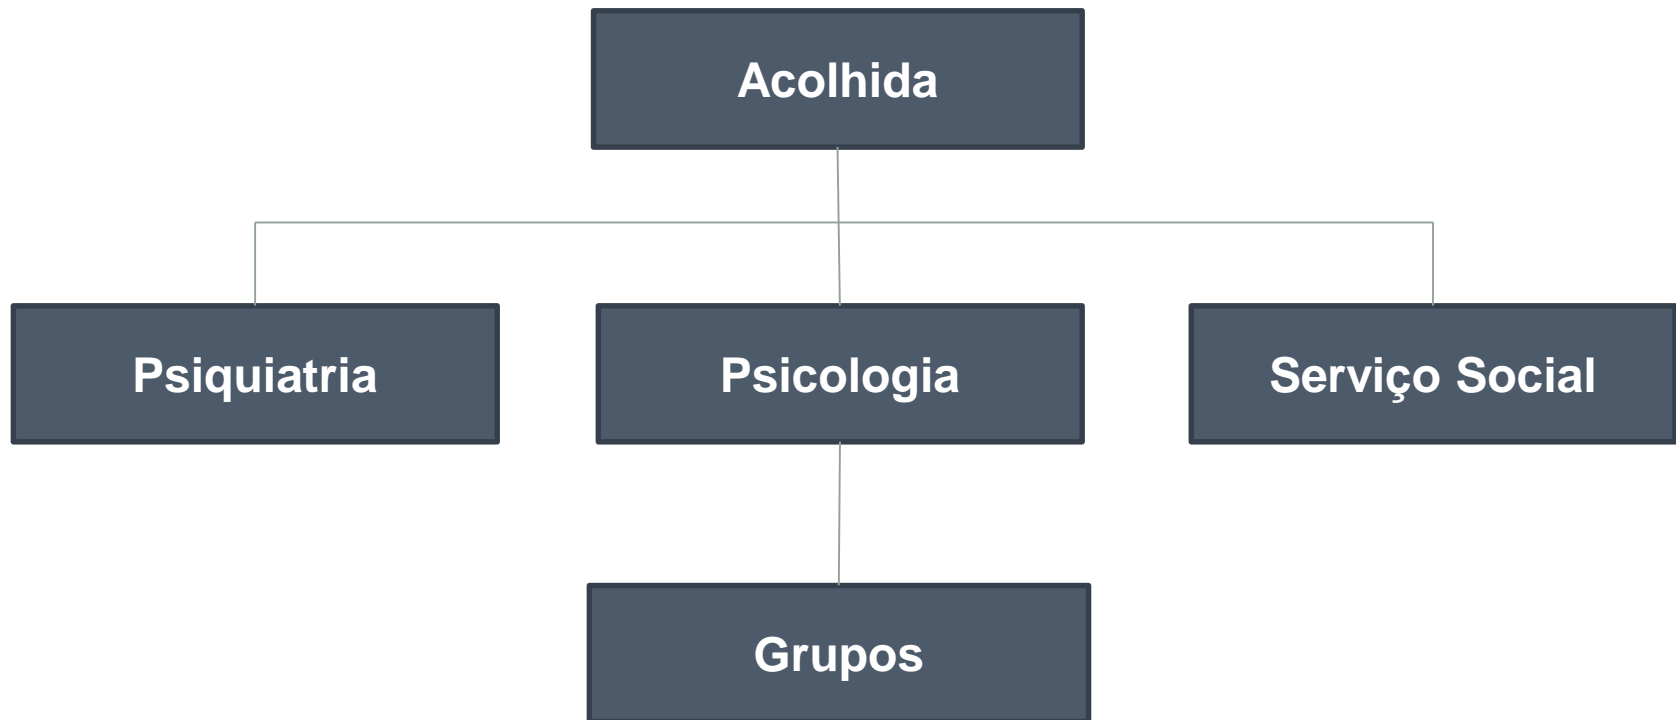 Acolhida
Psiquiatria
Psicologia
Serviço Social
Grupos